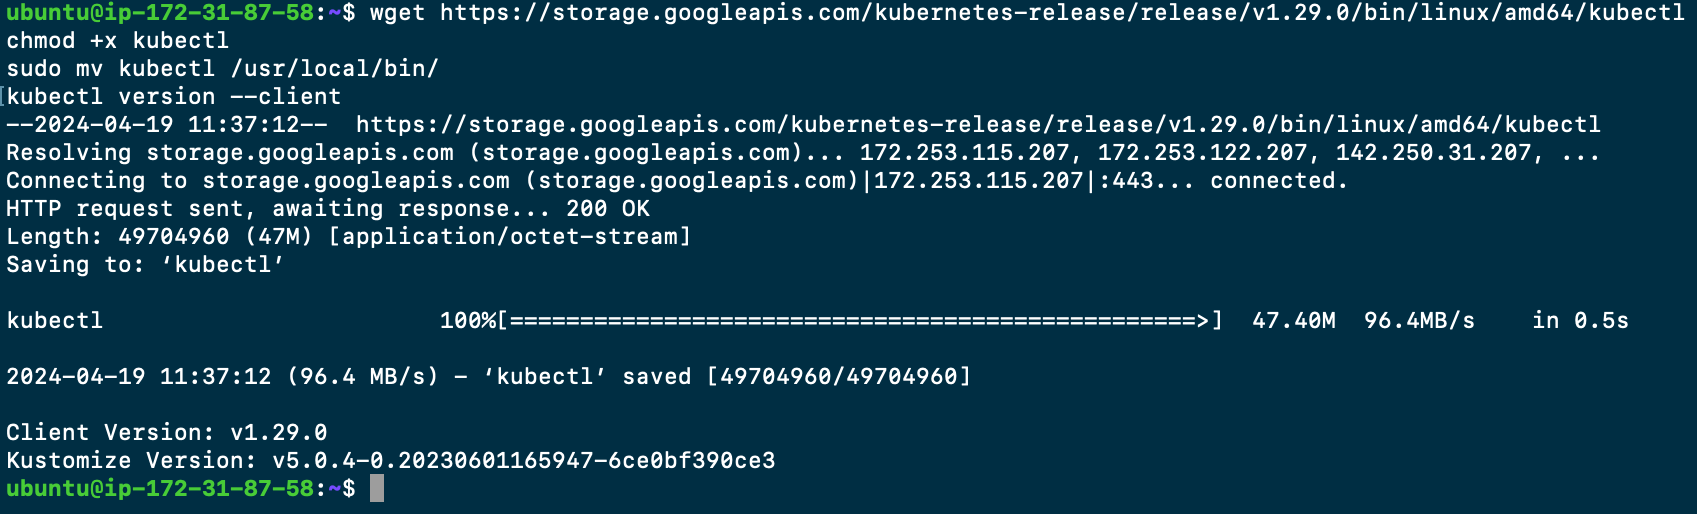 ubuntu@ip-172-31-87-58:~$ wget https://storage.googleapis.com/kubernetes-release/release/v1.29.0/bin/linux/amd64/kubectl
chmod +x kubectl
sudo mv kubectl /usr/local/bin/
[kubectl version --client
--2024-04-19 11:37:12--  https://storage.googleapis.com/kubernetes-release/release/v1.29.0/bin/linux/amd64/kubectl
Resolving storage.googleapis.com (storage.googleapis.com)... 172.253.115.207, 172.253.122.207, 142.250.31.207, ...
Connecting to storage.googleapis.com (storage.googleapis.com)|172.253.115.207|:443... connected.
HTTP request sent, awaiting response... 200 OK
Length: 49704960 (47M) [application/octet-stream]
Saving to: ‘kubectl’
kubectl                        100%[=================================================>]  47.40M  96.4MB/s    in 0.5s
2024-04-19 11:37:12 (96.4 MB/s) - ‘kubectl’ saved [49704960/49704960]
Client Version: v1.29.0
Kustomize Version: v5.0.4-0.20230601165947-6ce0bf390ce3
ubuntu@ip-172-31-87-58:~$